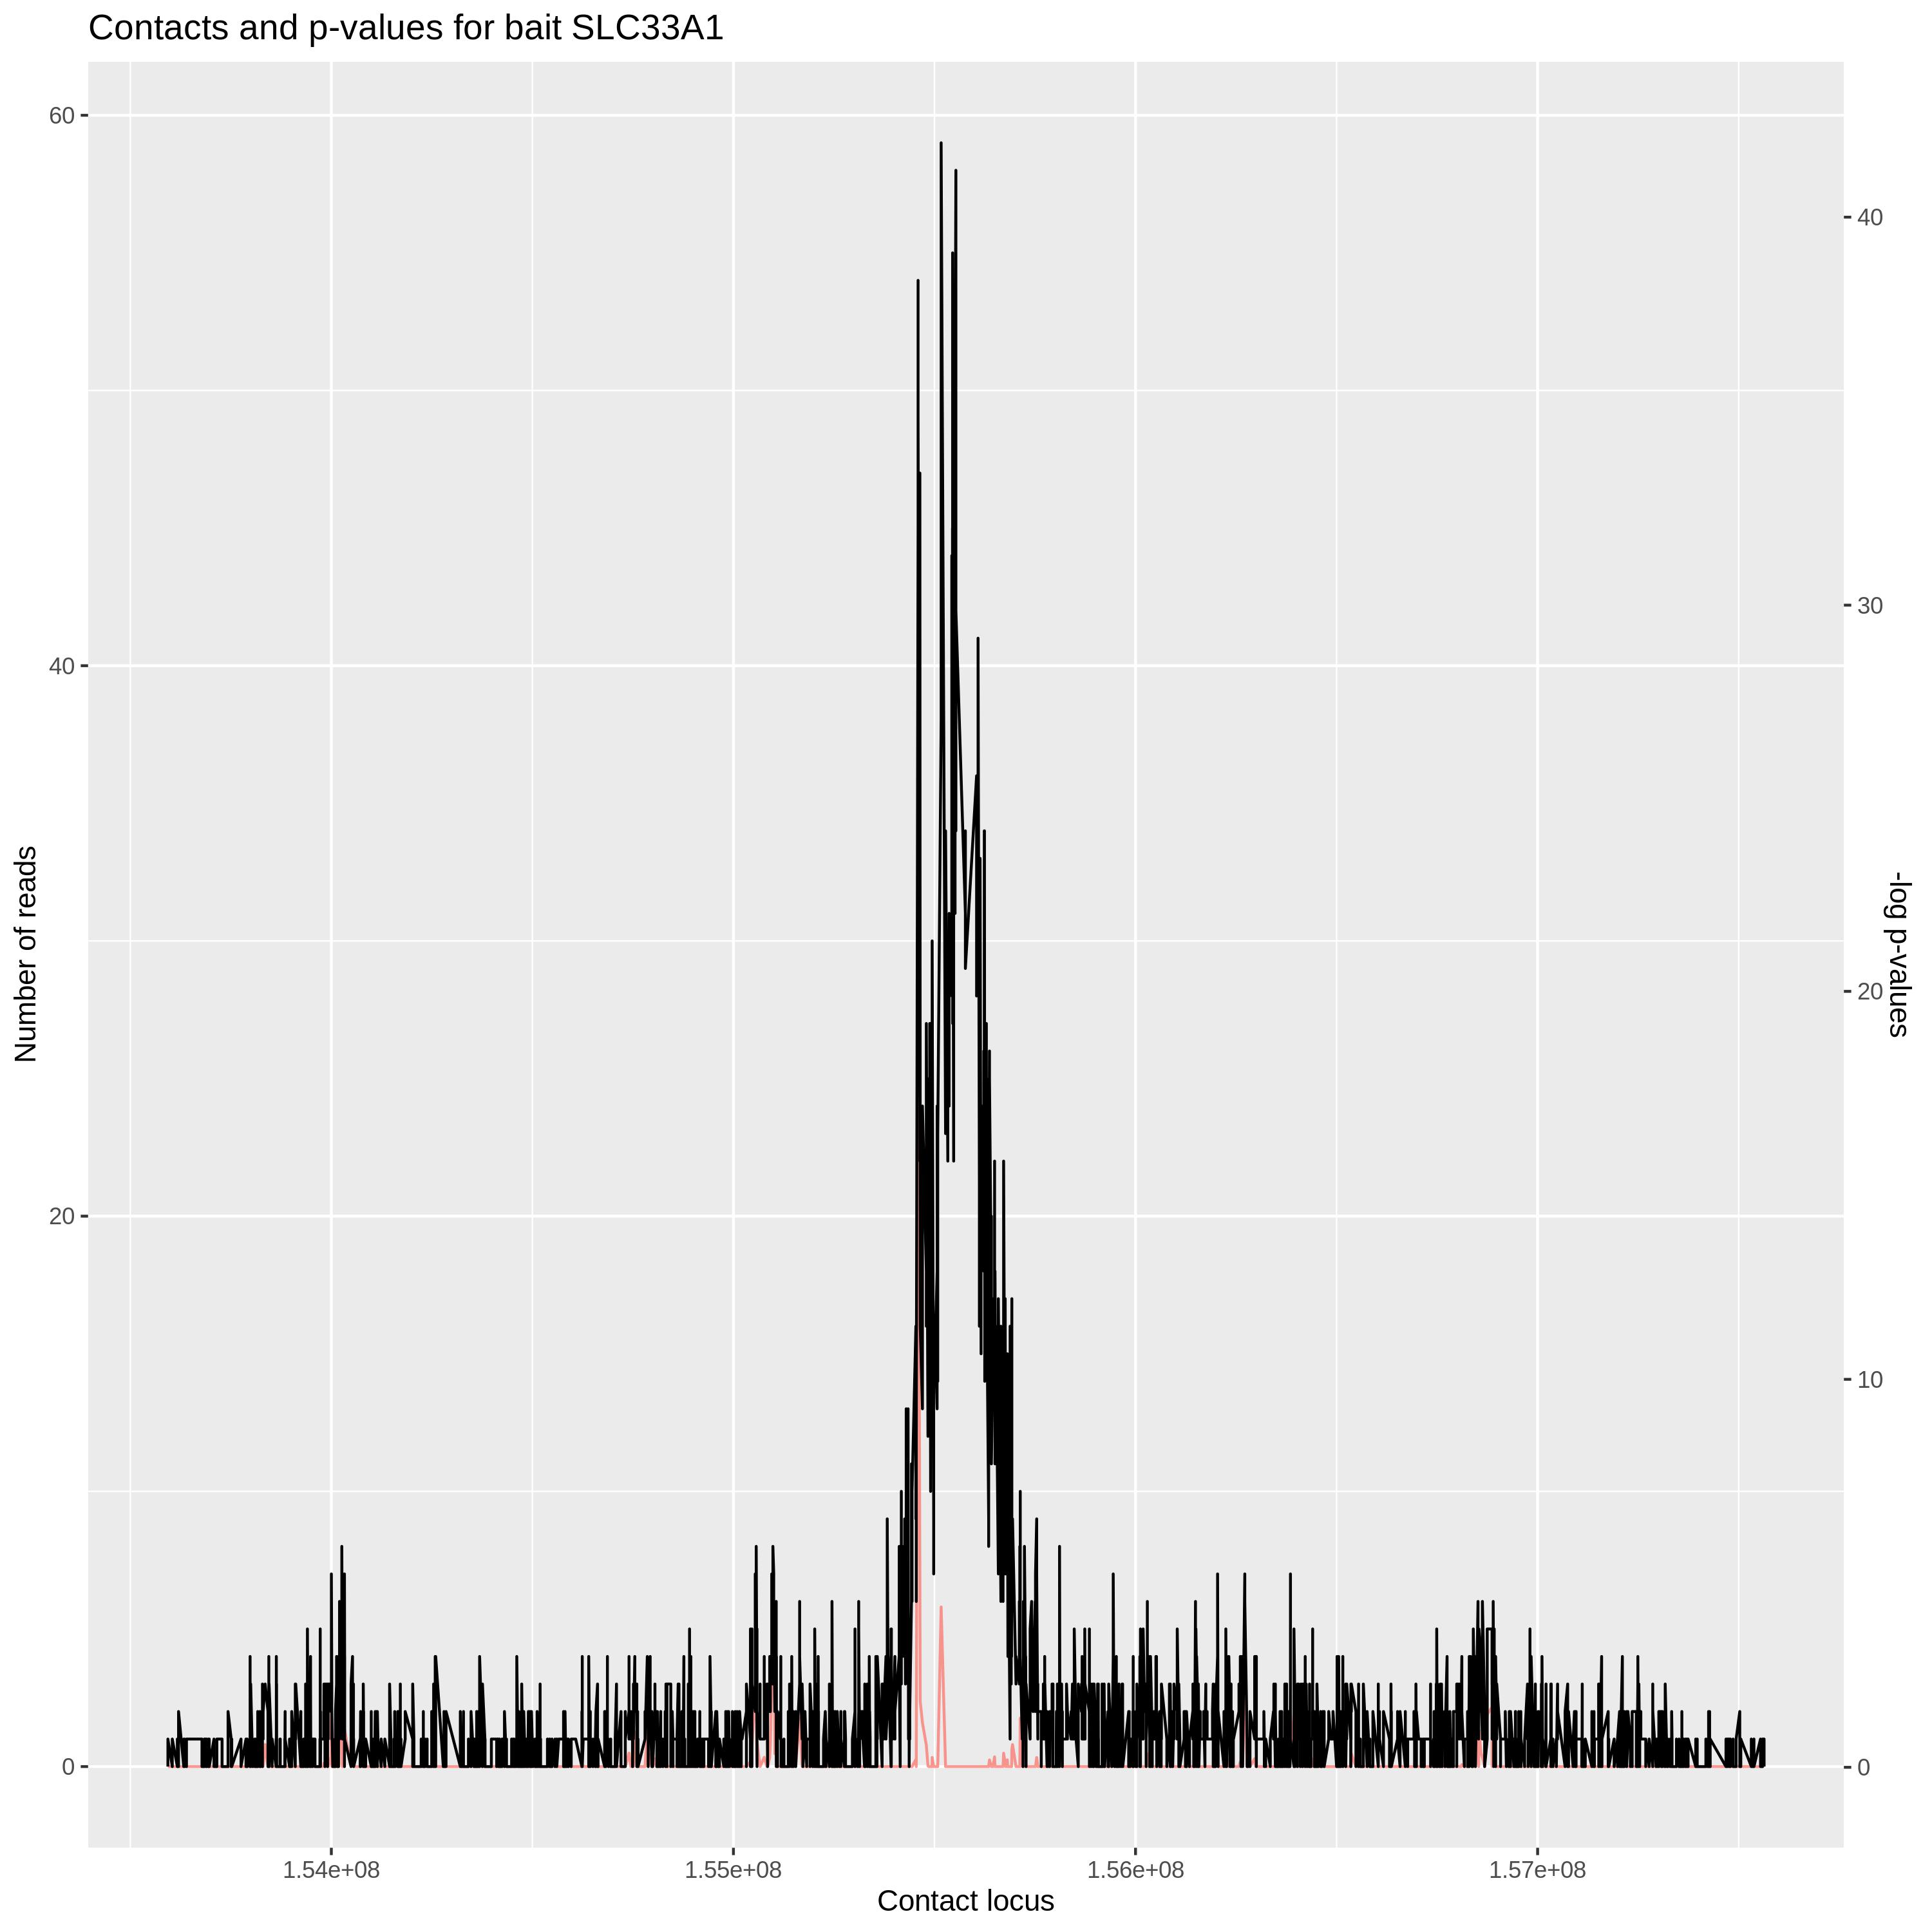 Contacts and p-values for bait SLC33A1
60
40
20
0
Number of reads
40
30
20
10
0
-log p-values
1.54e+08
1.55e+08
1.56e+08
1.57e+08
Contact locus